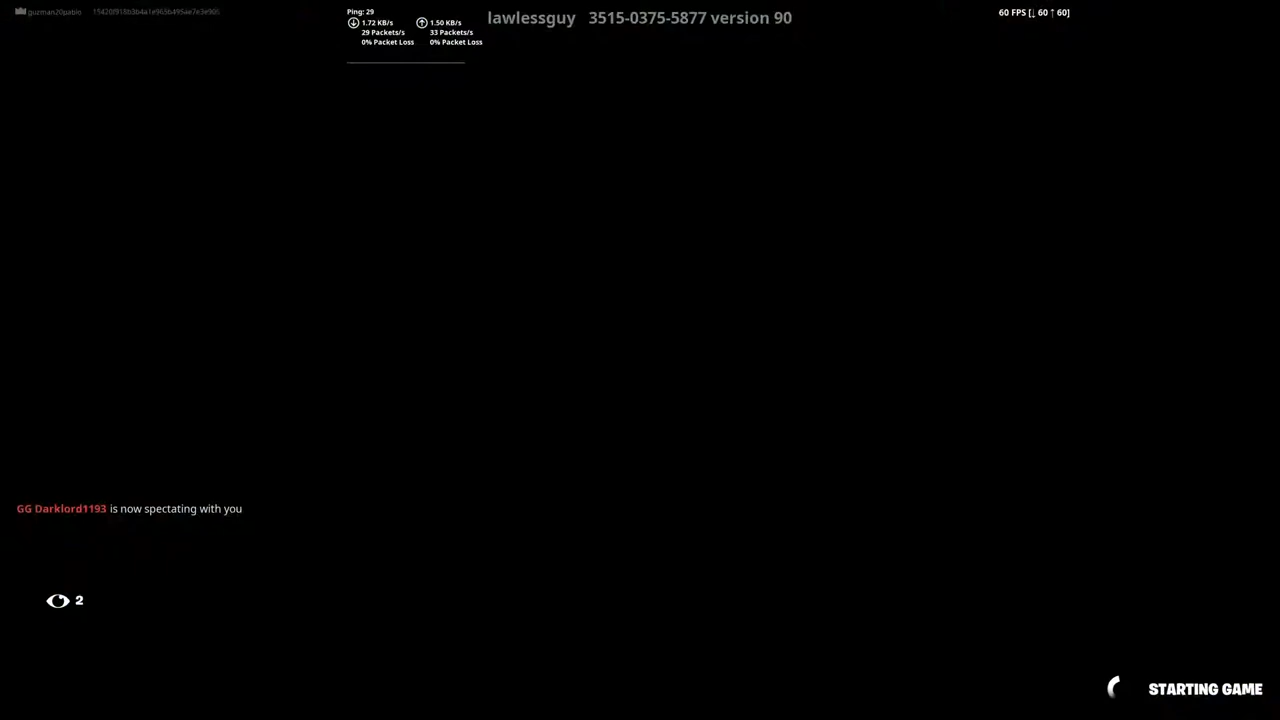 guzman20pablo
Ping: 29
1.72 KB/s 1.50 KB/s
29 Packets/s 33 Packets/s
0% Packet Loss 0% Packet Loss
lawlessguy 3515-0375-5877 version 90
60 FPS [↓ 60 ↑ 60]
GG Darklord1193 is now spectating with you
2
STARTING GAME